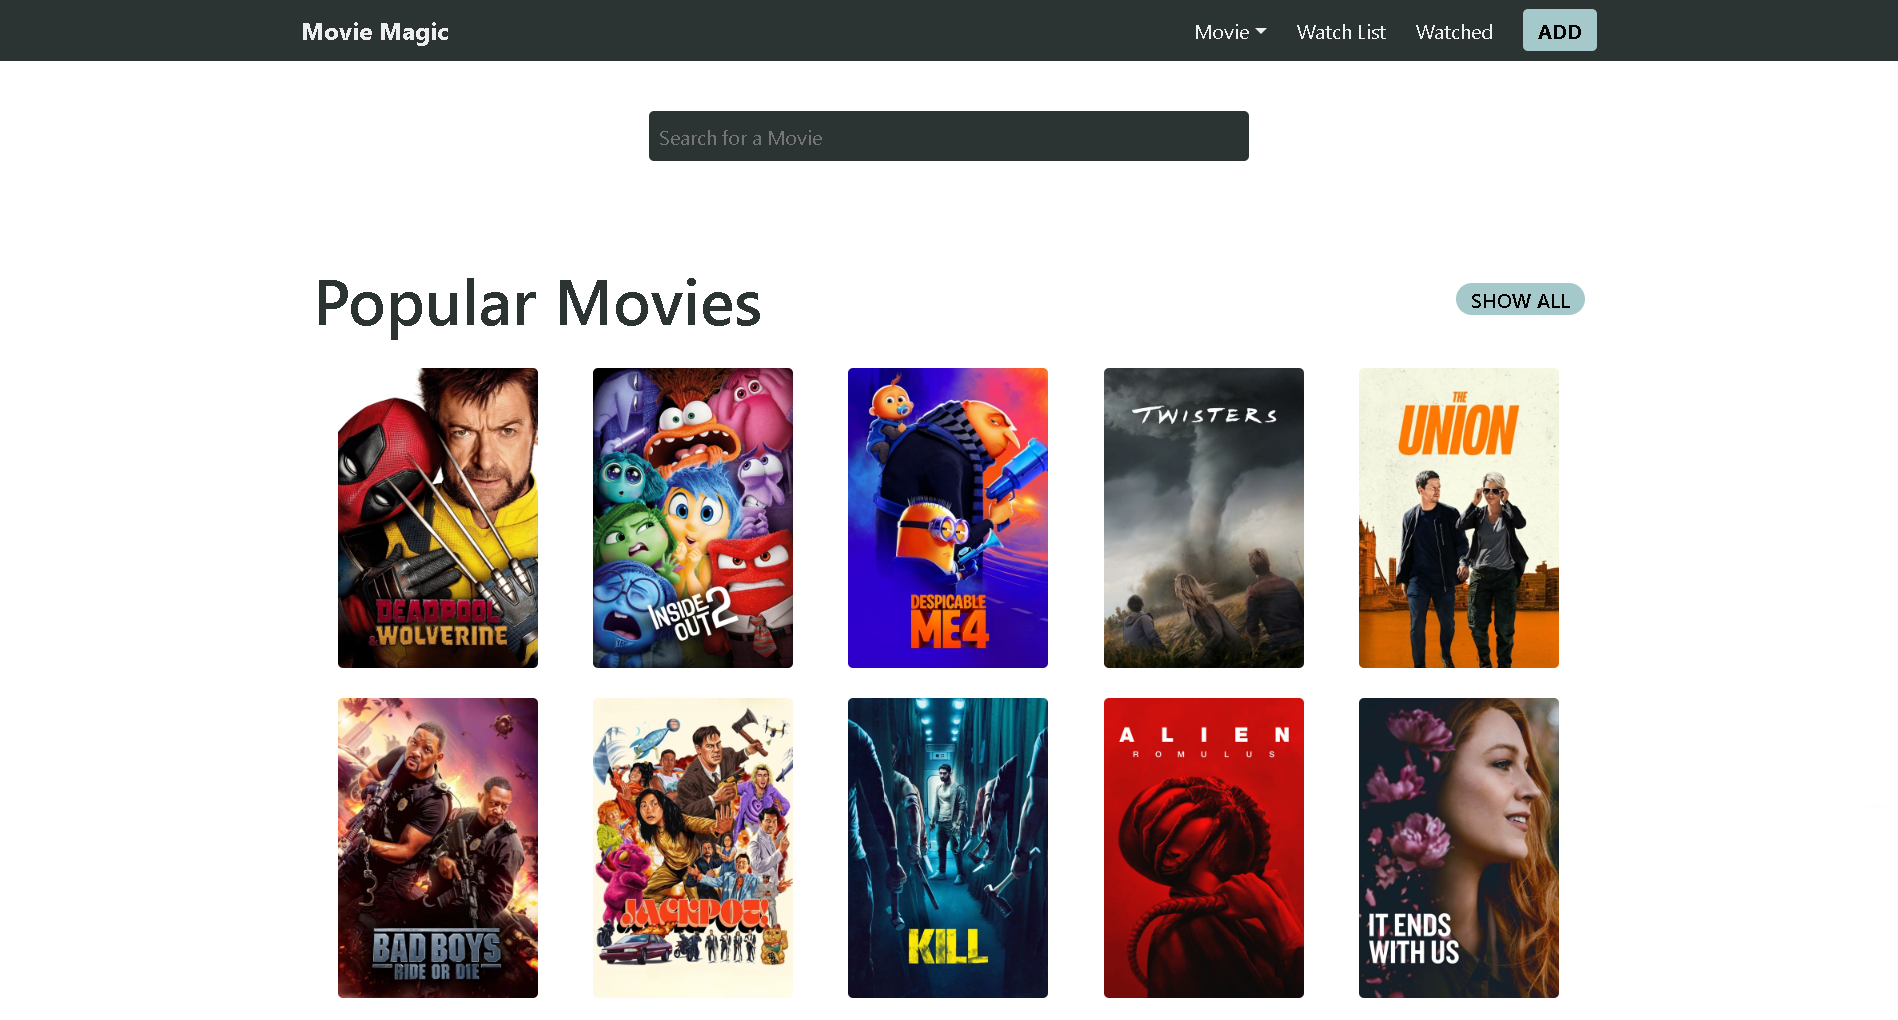 Movie Magic
Movie
Watch List
Watched
ADD
Search for a Movie
Popular Movies
SHOW ALL
DEADPOOL
& WOLVERINE
INSIDE
OUT 2
DESPICABLE
ME 4
TWISTERS
THE
UNION
BAD BOYS
RIDE OR DIE
JACKPOT!
KILL
ALIEN
ROMULUS
IT ENDS
WITH US